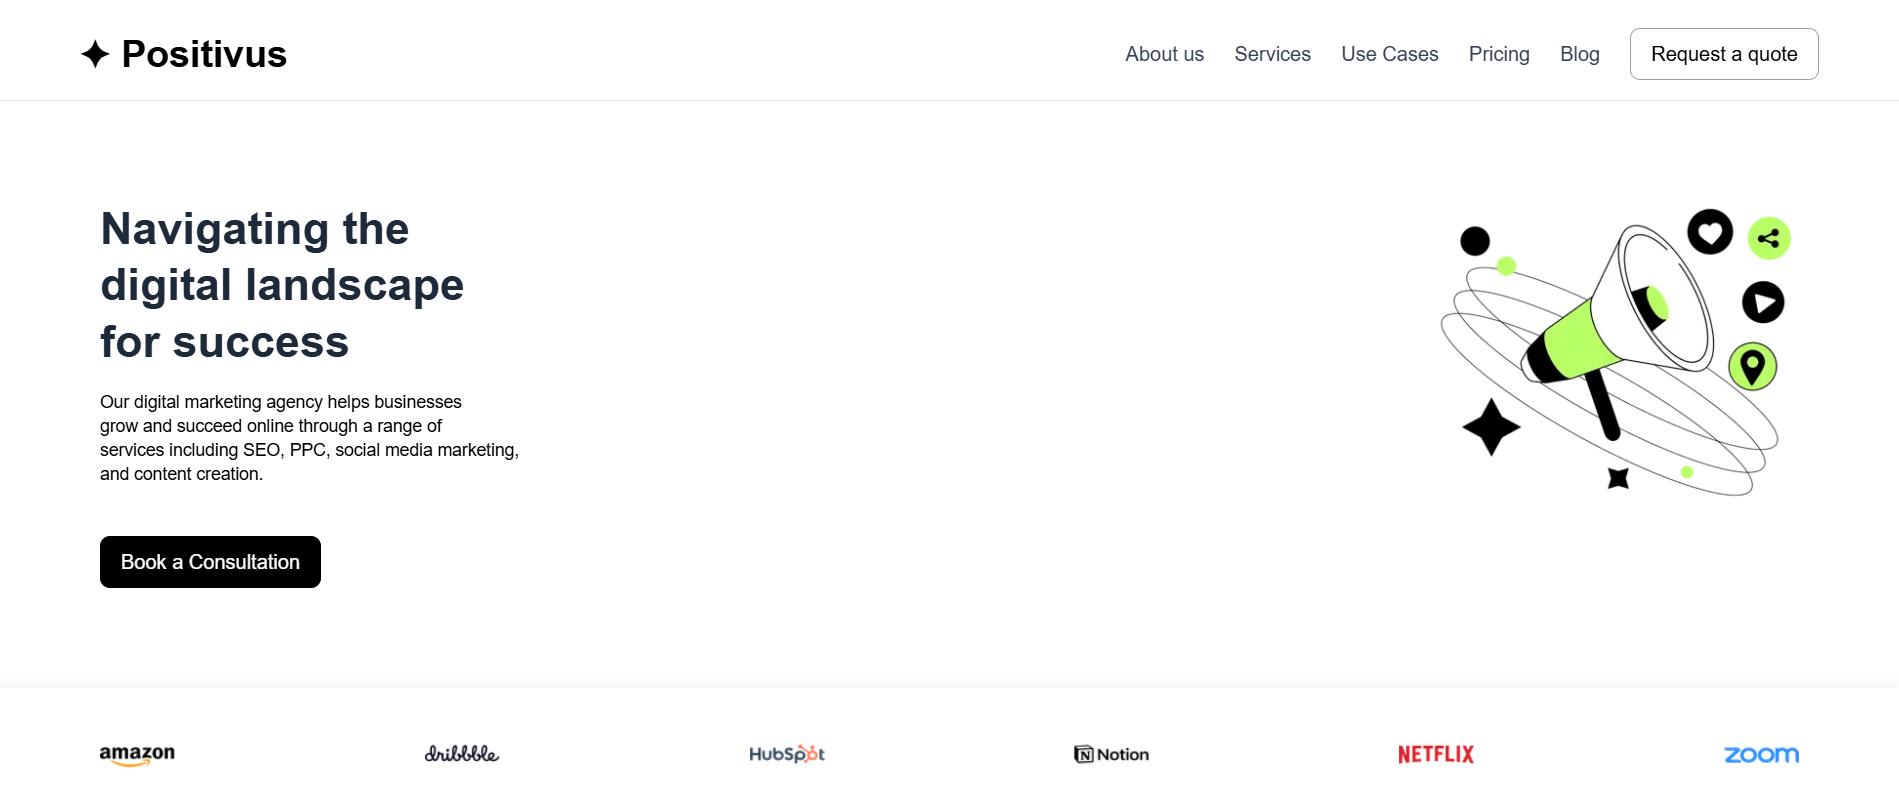 Positivus
About us Services Use Cases Pricing Blog Request a quote
Navigating the
digital landscape
for success
Our digital marketing agency helps businesses
grow and succeed online through a range of
services including SEO, PPC, social media marketing,
and content creation.
Book a Consultation
amazon dribbble HubSpot Notion NETFLIX zoom